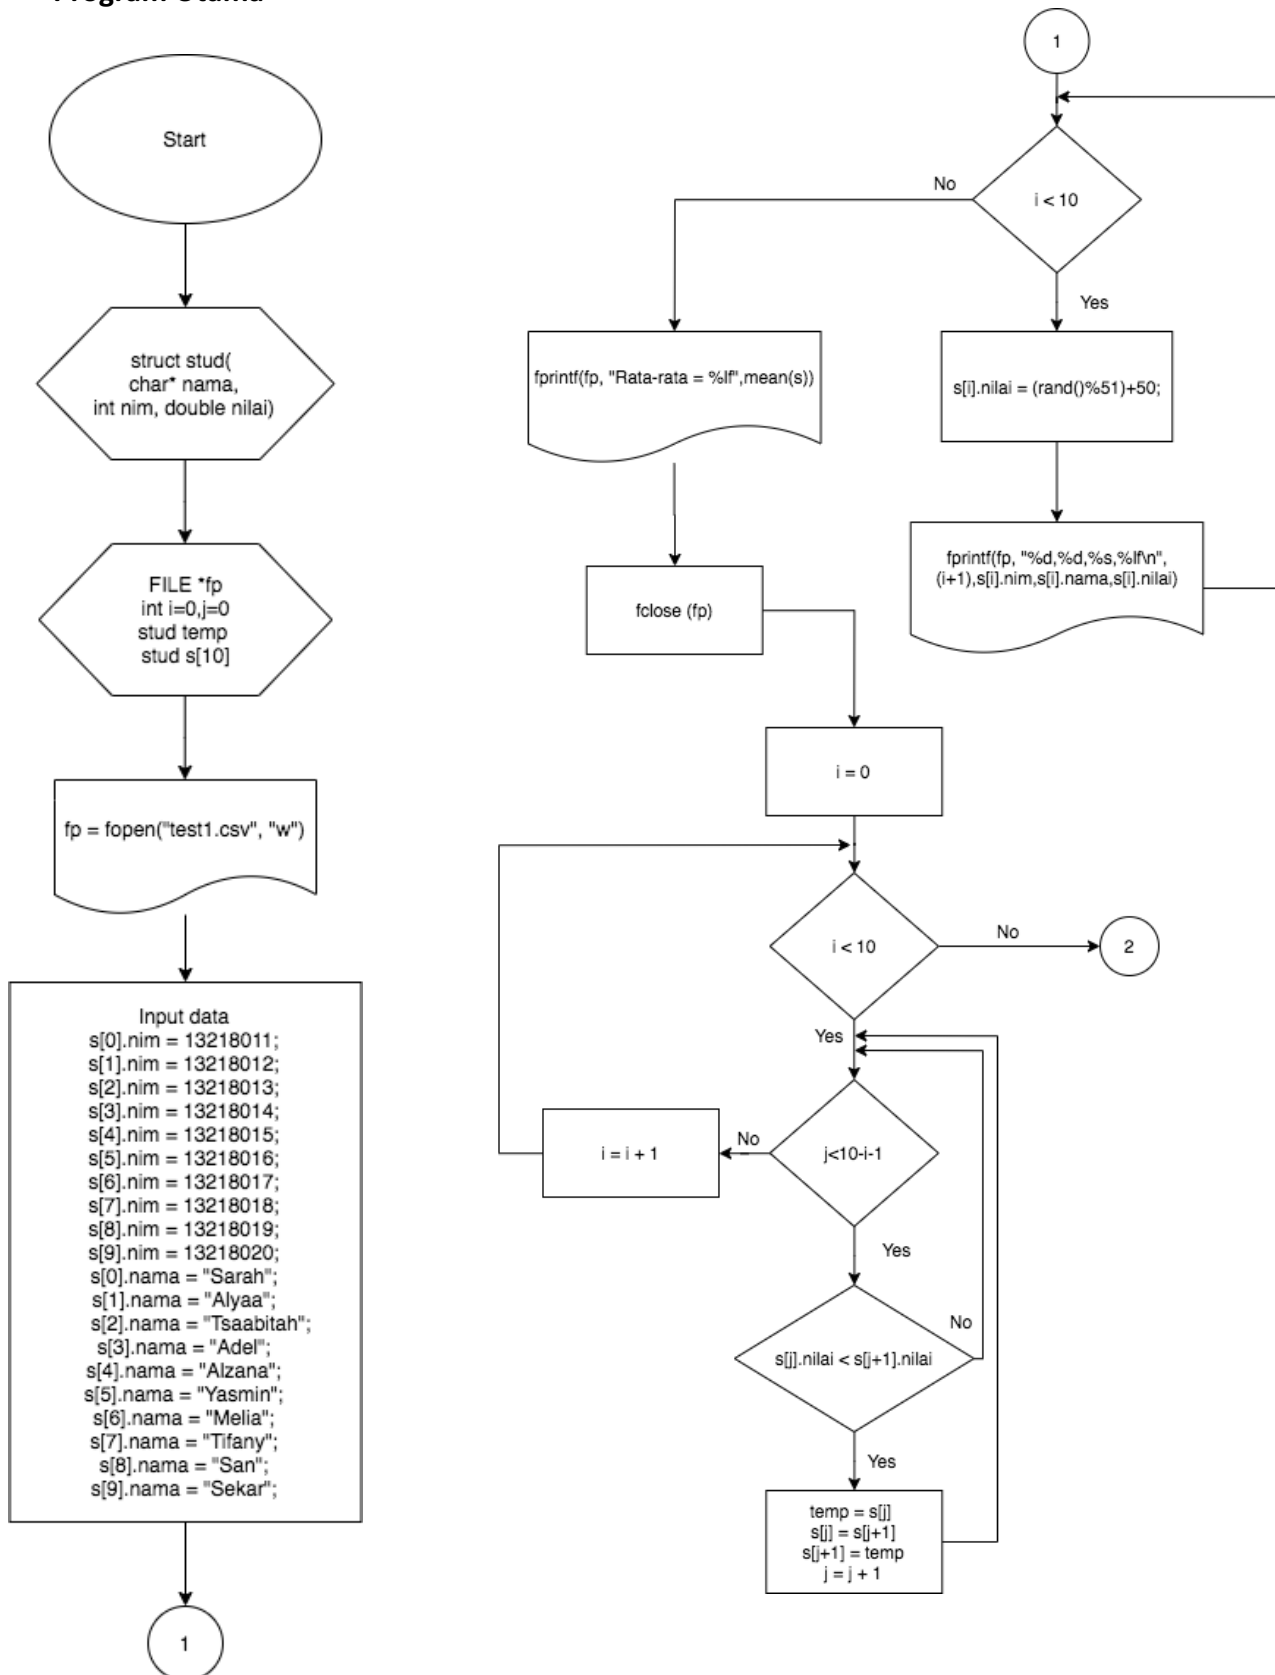 Program Utama
Start
struct stud(
char* nama,
int nim, double nilai)
FILE *fp
int i=0,j=0
stud temp
stud s[10]
fp = fopen("test1.csv", "w")
Input data
s[0].nim = 13218011;
s[1].nim = 13218012;
s[2].nim = 13218013;
s[3].nim = 13218014;
s[4].nim = 13218015;
s[5].nim = 13218016;
s[6].nim = 13218017;
s[7].nim = 13218018;
s[8].nim = 13218019;
s[9].nim = 13218020;
s[0].nama = "Sarah";
s[1].nama = "Alyaa";
s[2].nama = "Tsaabitah";
s[3].nama = "Adel";
s[4].nama = "Alzana";
s[5].nama = "Yasmin";
s[6].nama = "Melia";
s[7].nama = "Tifany";
s[8].nama = "San";
s[9].nama = "Sekar";
1
1
i < 10
No
Yes
fprintf(fp, "Rata-rata = %lf",mean(s))
s[i].nilai = (rand()%51)+50;
fprintf(fp, "%d,%d,%s,%lf\n",
(i+1),s[i].nim,s[i].nama,s[i].nilai)
fclose (fp)
i = 0
i < 10
No
2
Yes
j<10-i-1
No
i = i + 1
Yes
s[j].nilai < s[j+1].nilai
No
Yes
temp = s[j]
s[j] = s[j+1]
s[j+1] = temp
j = j + 1